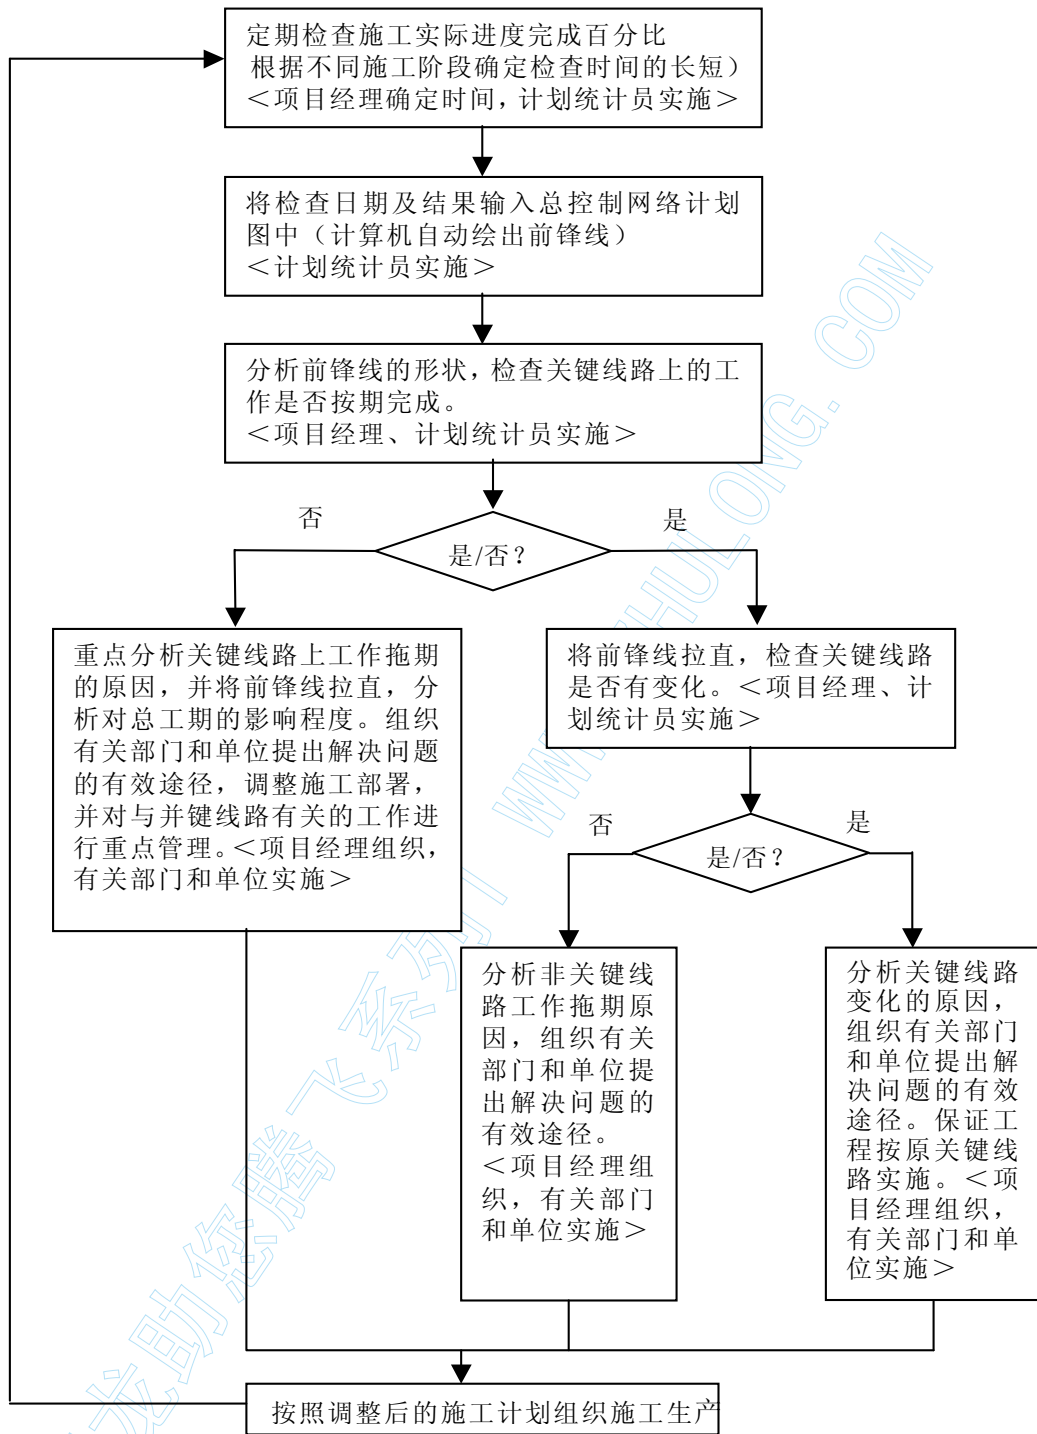 定期检查施工实际进度完成百分比
根据不同施工阶段确定检查时间的长短）
＜项目经理确定时间，计划统计员实施＞
将检查日期及结果输入总控制网络计划
图中（计算机自动绘出前锋线）
＜计划统计员实施＞
分析前锋线的形状，检查关键线路上的工
作是否按期完成。
＜项目经理、计划统计员实施＞
否
是
是/否？
重点分析关键线路上工作拖期
的原因，并将前锋线拉直，分
析对总工期的影响程度。组织
有关部门和单位提出解决问题
的有效途径，调整施工部署，
并对与并键线路有关的工作进
行重点管理。＜项目经理组织，
有关部门和单位实施＞
将前锋线拉直，检查关键线路
是否有变化。＜项目经理、计
划统计员实施＞
否
是
是/否？
分析非关键线
路工作拖期原
因，组织有关
部门和单位提
出解决问题的
有效途径。
＜项目经理组
织，有关部门
和单位实施＞
分析关键线路
变化的原因，
组织有关部门
和单位提出解
决问题的有效
途径。保证工
程按原关键线
路实施。＜项
目经理组织，
有关部门和单
位实施＞
按照调整后的施工计划组织施工生产
龙助您腾飞系列